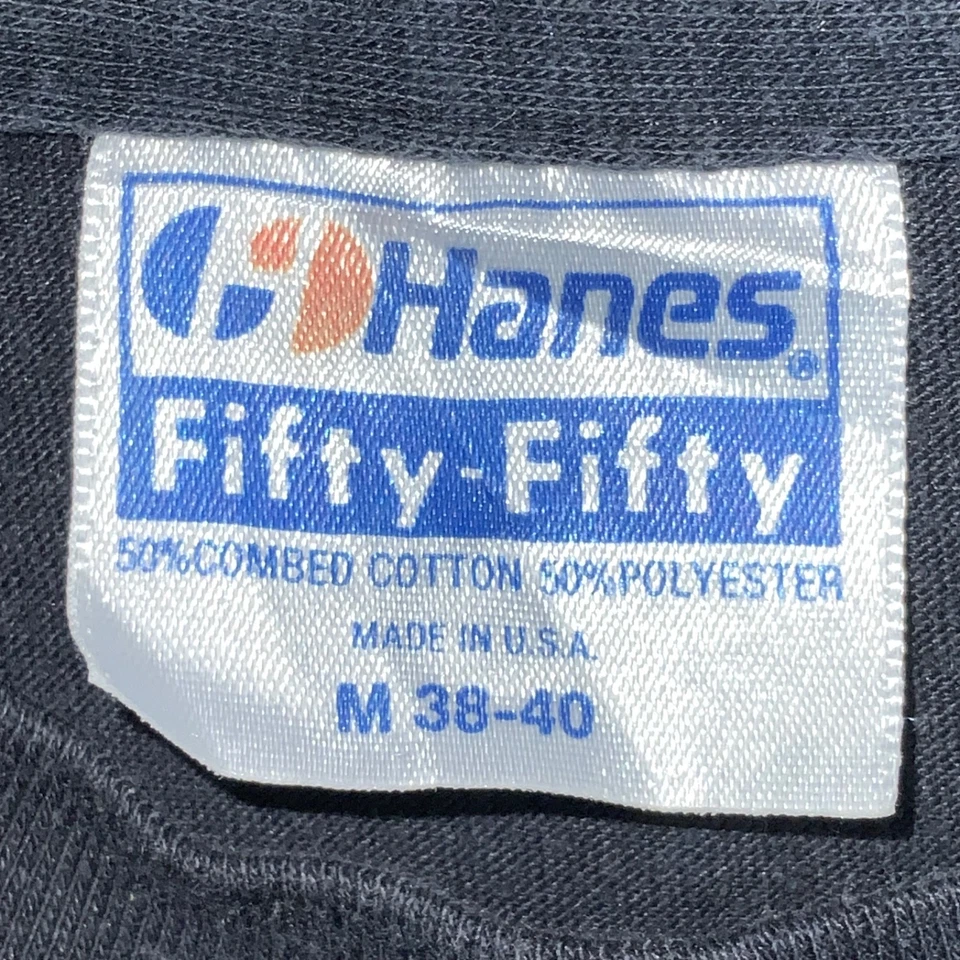 Hanes®
Fifty-Fifty
50% COMBED COTTON 50% POLYESTER
MADE IN U.S.A.
M 38-40